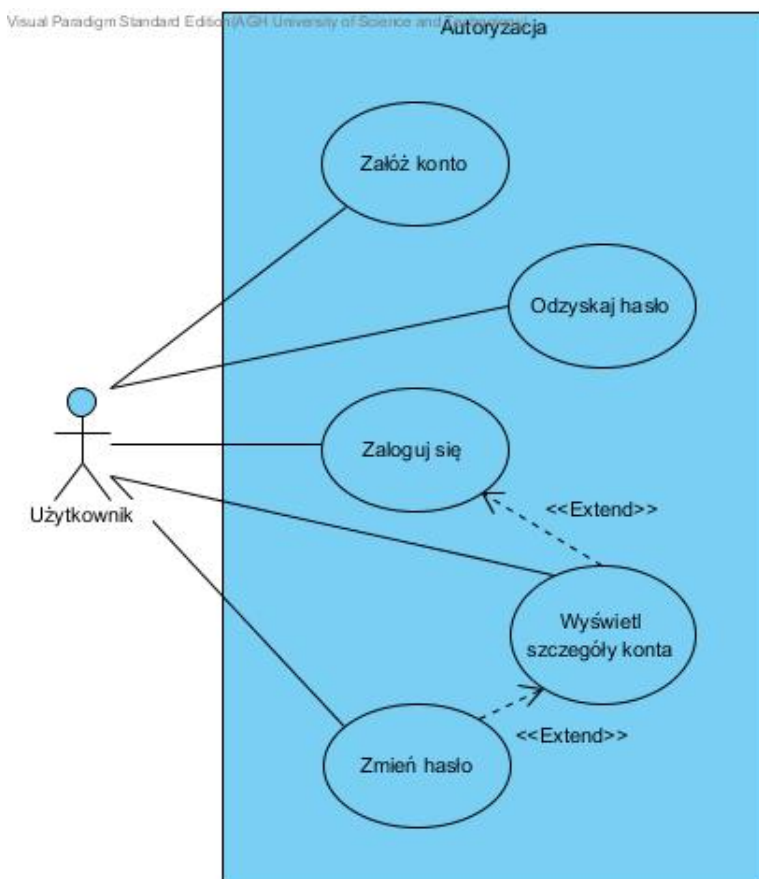 Visual Paradigm Standard Edition(AGH University of Science and
Autoryzacja
Załóż konto
Odzyskaj hasło
Zaloguj się
<<Extend>>
Użytkownik
Wyświetl
szczegóły konta
<<Extend>>
Zmień hasło